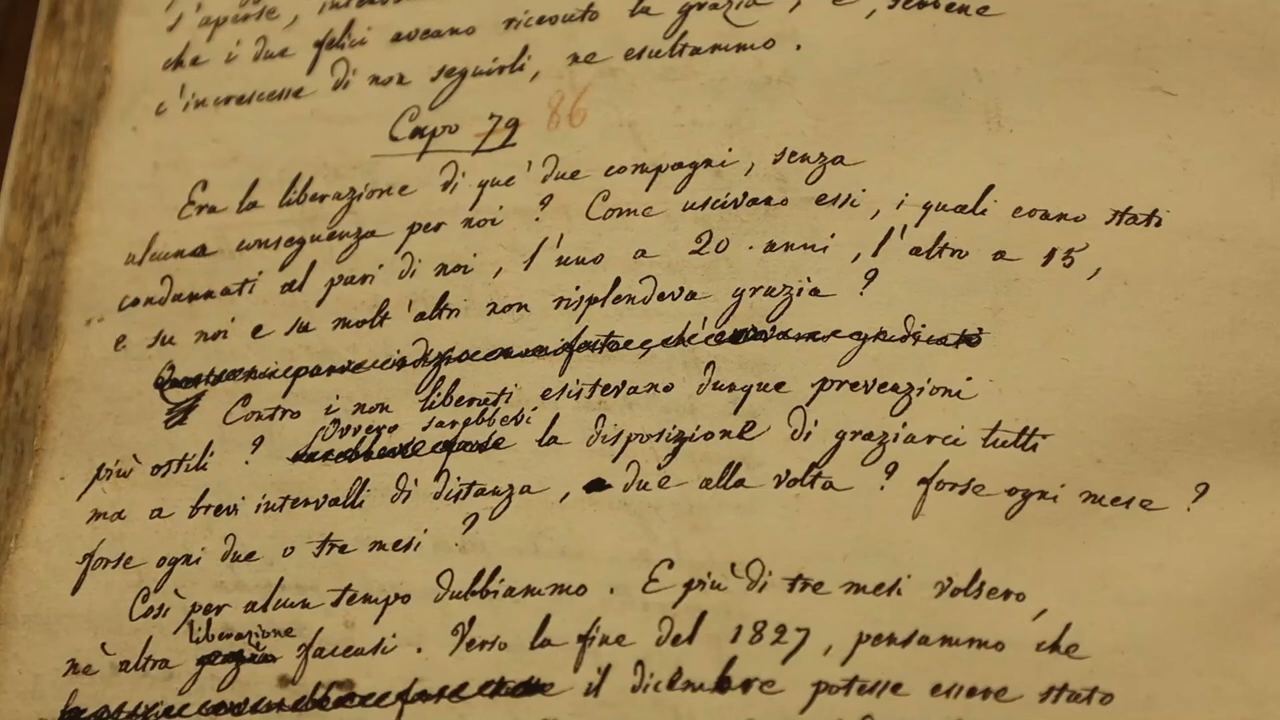 s'aperse,
che i due felici aveano ricevuto la grazia, e, sebbene
c'increscesse di non seguirli, ne esultammo.
Capo 79 86
Era la liberazione di que' due compagni, senza
alcuna conseguenza per noi? Come uscivano essi, i quali erano stati
condannati al pari di noi, l'uno a 20 anni, l'altro a 15,
e su noi e su molt'altri non risplendeva grazia?
Contro i non liberati esistevano dunque prevenzioni
Ovvero sarebbevi
più ostili? la disposizione di graziarci tutti
ma a brevi intervalli di distanza, due alla volta? forse ogni mese?
forse ogni due o tre mesi?
Così per alcun tempo dubbiammo. E più di tre mesi volsero,
liberazione
nè altra grazia faceasi. Verso la fine del 1827, pensammo che
il dicembre potesse essere stato